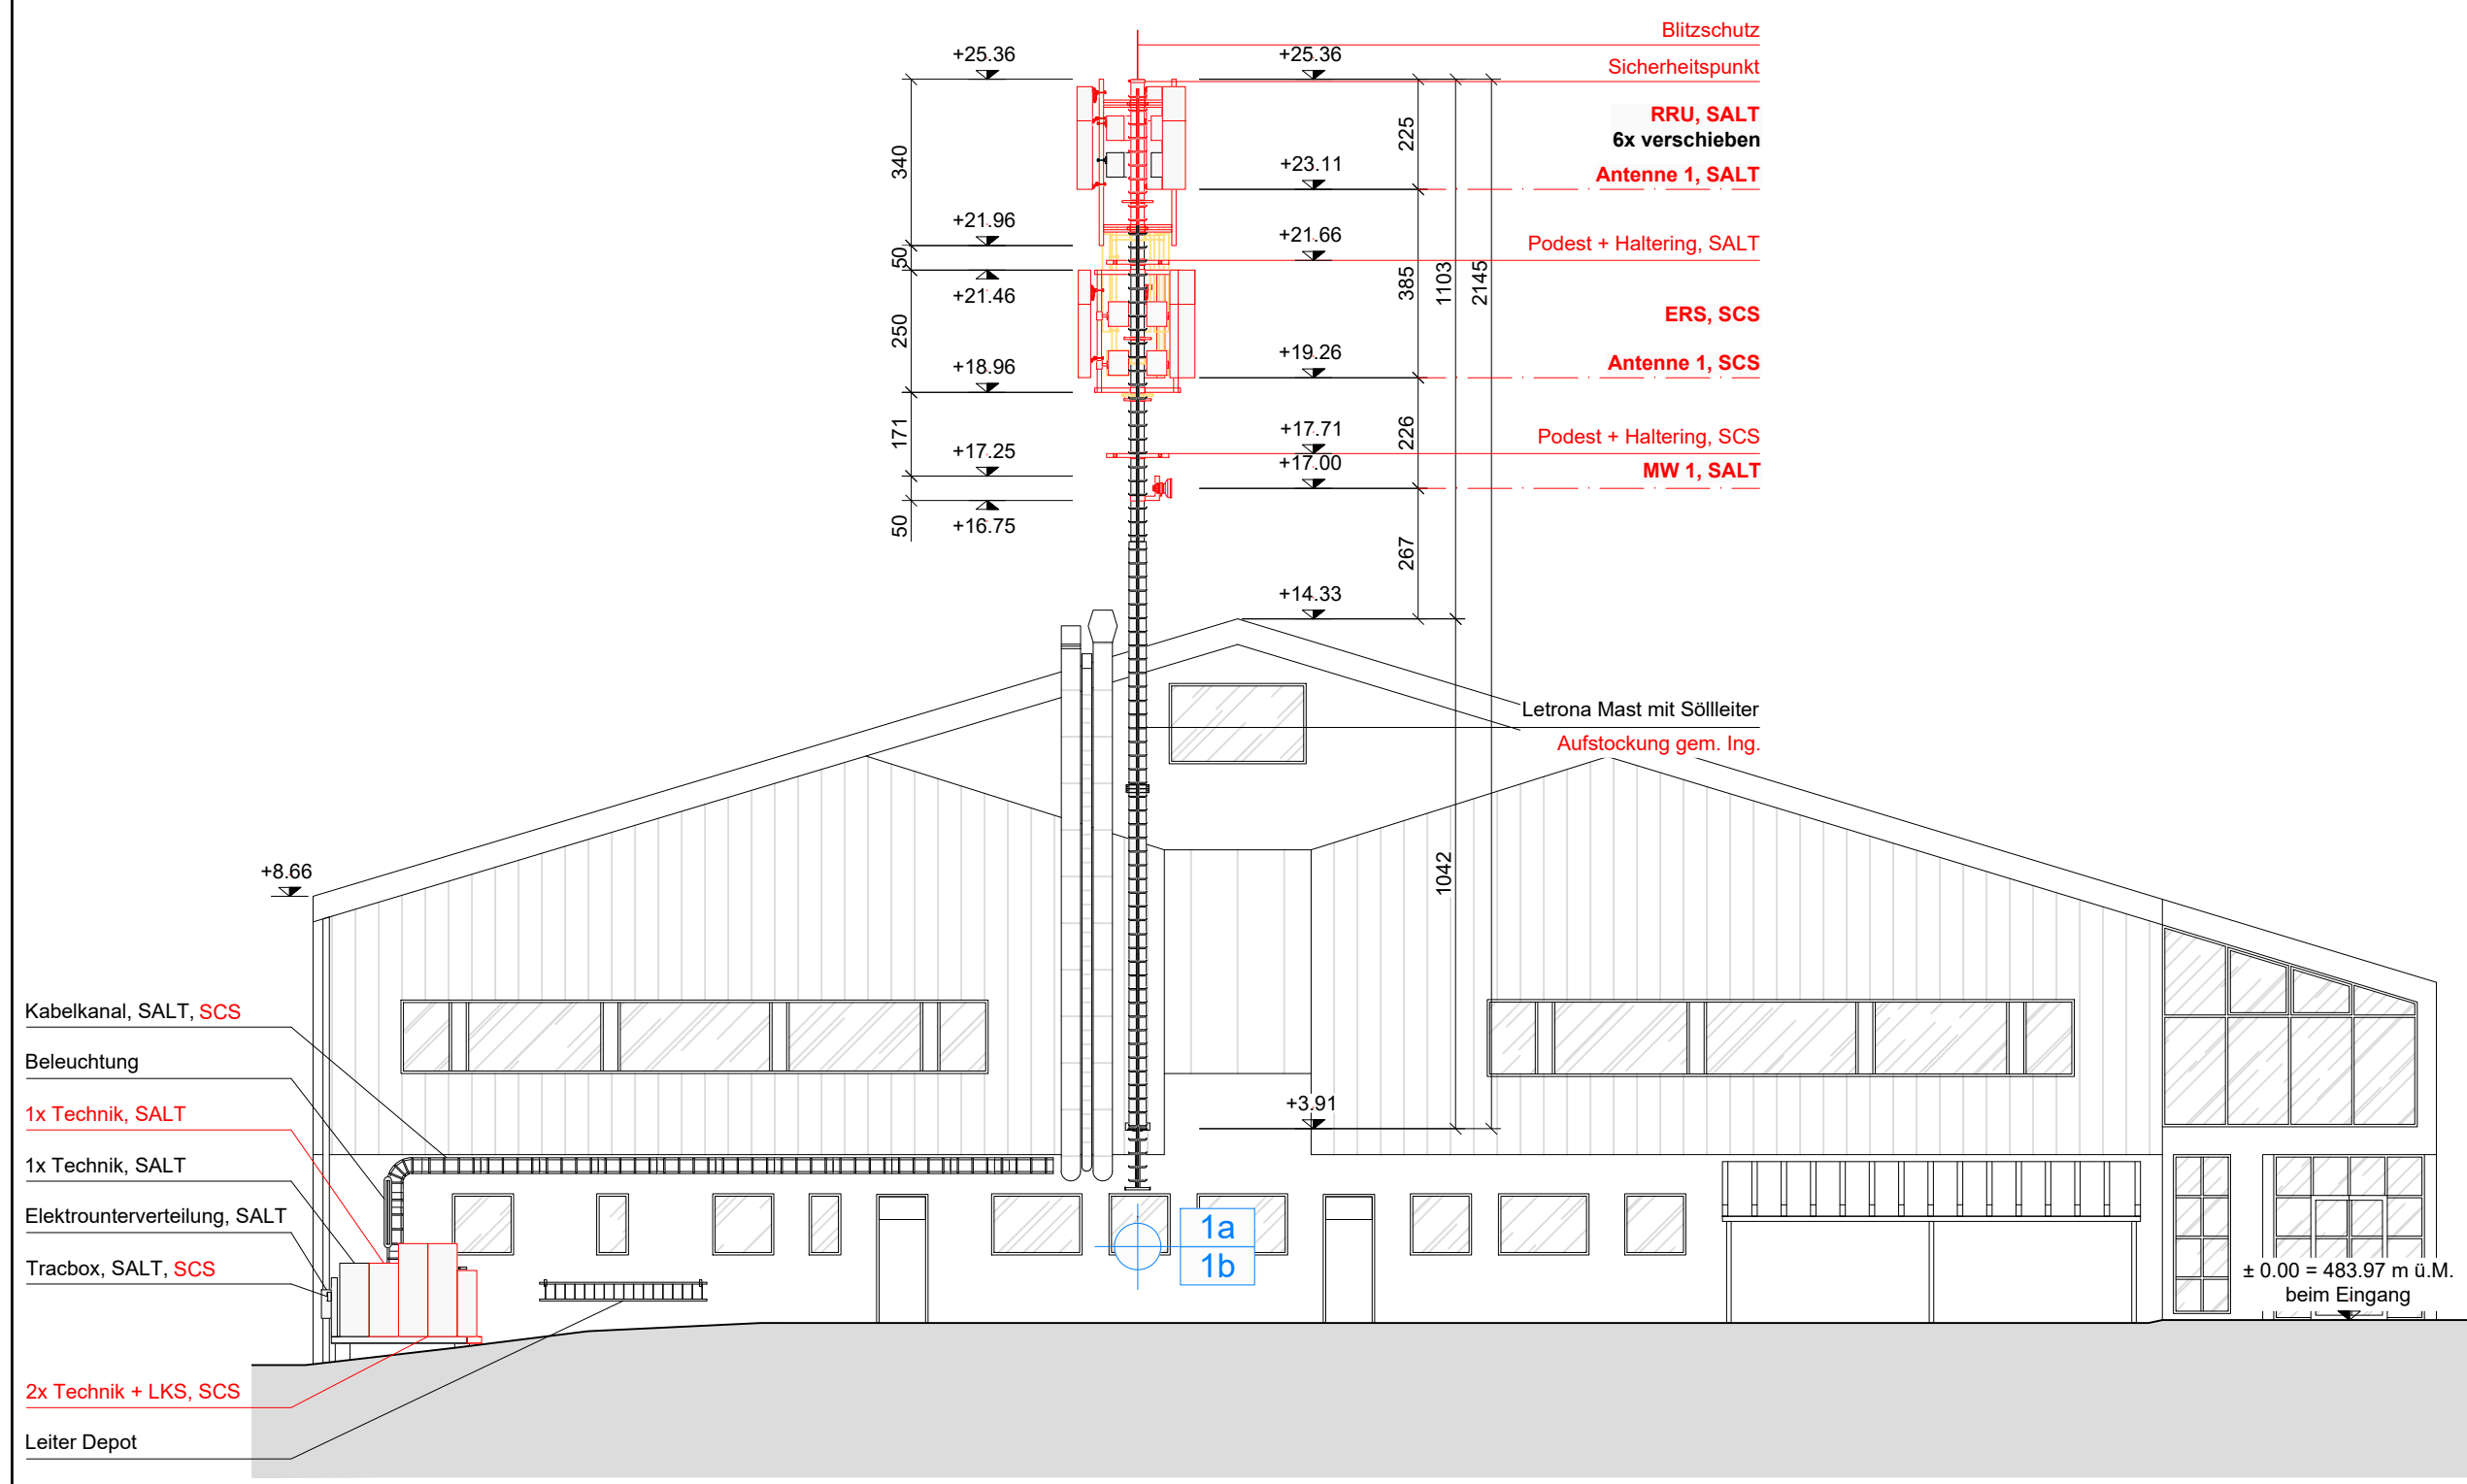 Blitzschutz
+25.36
+25.36
Sicherheitspunkt
RRU, SALT
6x verschieben
225
340
+23.11
Antenne 1, SALT
+21.96
+21.66
Podest + Haltering, SALT
50
+21.46
385
1103
2145
ERS, SCS
250
+19.26
Antenne 1, SCS
+18.96
171
+17.71
226
Podest + Haltering, SCS
+17.25
+17.00
MW 1, SALT
50
+16.75
267
+14.33
Letrona Mast mit Söllleiter
Aufstockung gem. Ing.
+8.66
1042
Kabelkanal, SALT, SCS
Beleuchtung
1x Technik, SALT
+3.91
1x Technik, SALT
Elektrounterverteilung, SALT
1a
Tracbox, SALT, SCS
1b
± 0.00 = 483.97 m ü.M.
beim Eingang
2x Technik + LKS, SCS
Leiter Depot